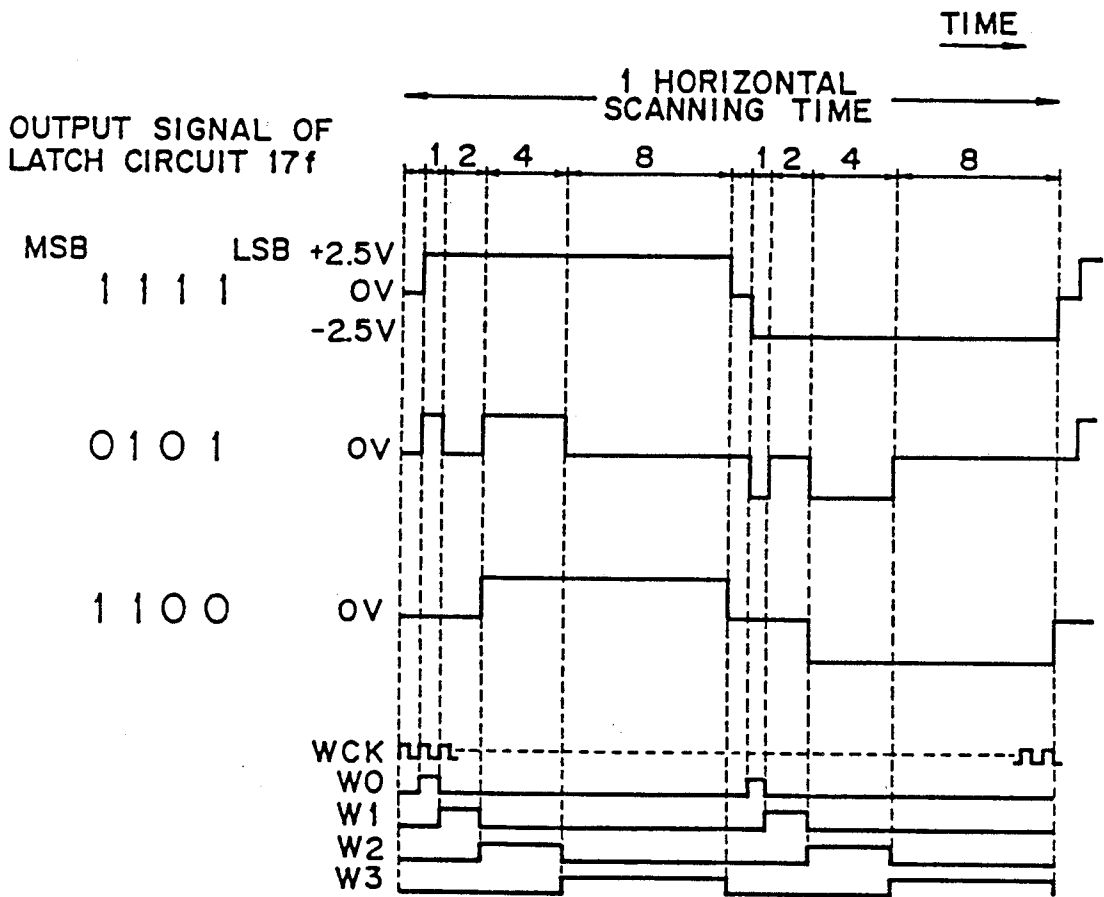 TIME
1 HORIZONTAL
SCANNING TIME
OUTPUT SIGNAL OF
LATCH CIRCUIT 17f
1 2 4 8 1 2 4 8
MSB LSB +2.5V
1 1 1 1 0V
-2.5V
0 1 0 1 0V
1 1 0 0 0V
WCK
W0
W1
W2
W3